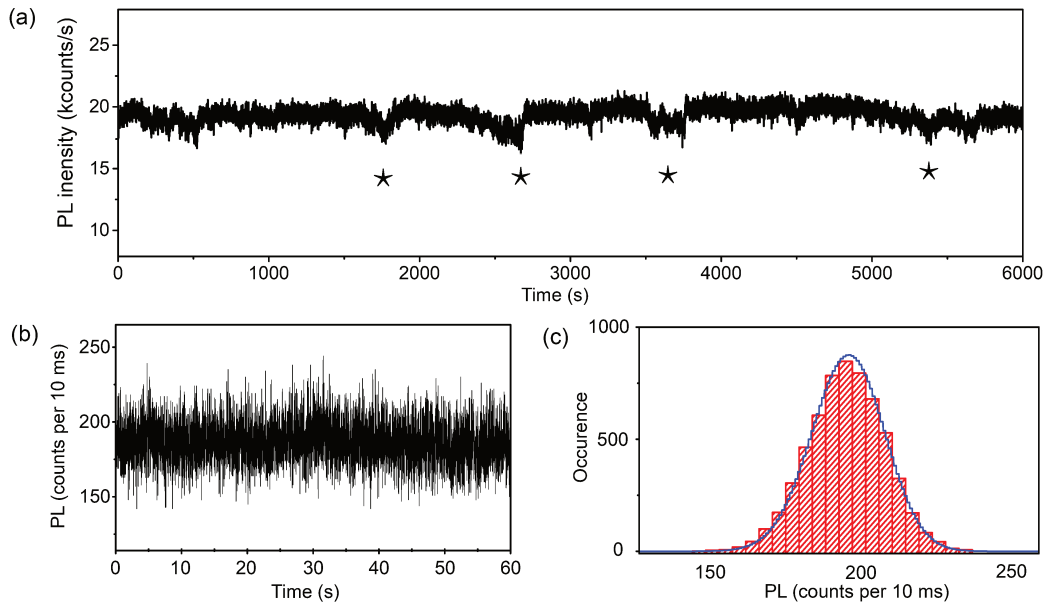 (a)
PL inensity (kcounts/s)
25
20
15
10
0 1000 2000 3000 4000 5000 6000
Time (s)
(b)
PL (counts per 10 ms)
250
200
150
0 10 20 30 40 50 60
Time (s)
(c)
Occurence
1000
500
0
150 200 250
PL (counts per 10 ms)